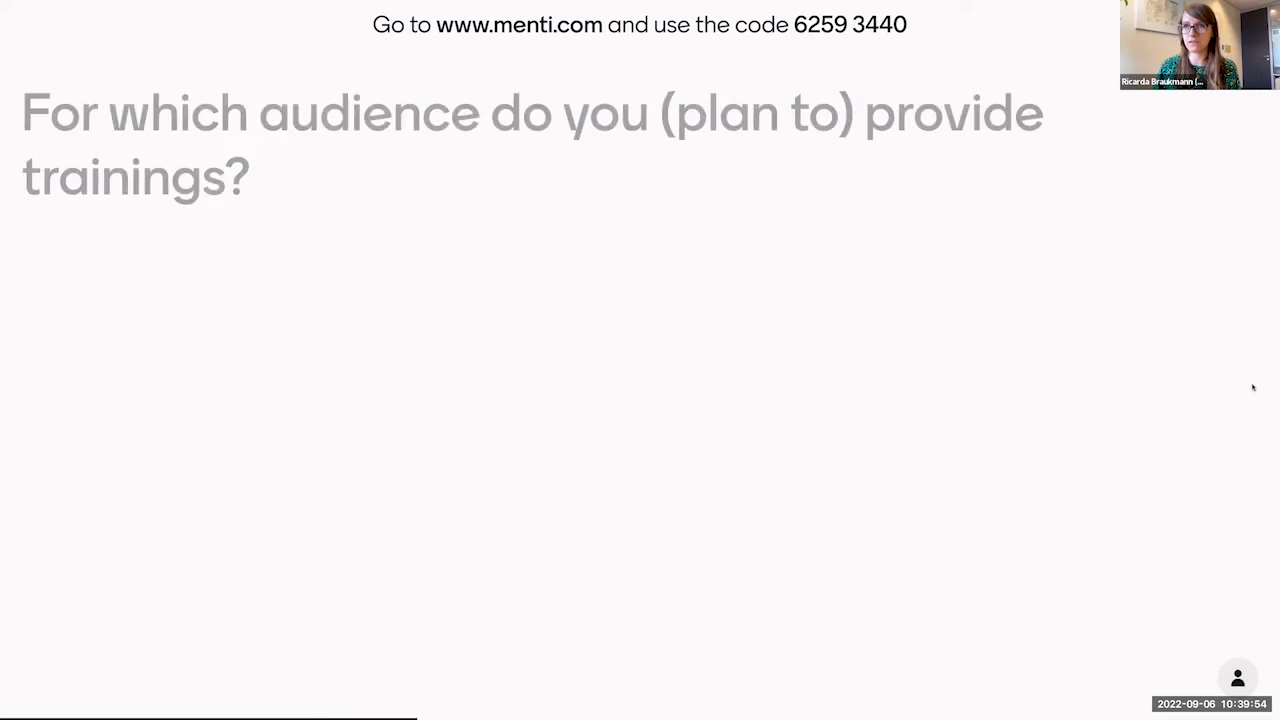 Go to www.menti.com and use the code 6259 3440
Ricarda Braukmann (...
For which audience do you (plan to) provide
trainings?
2022-09-06 10:39:54